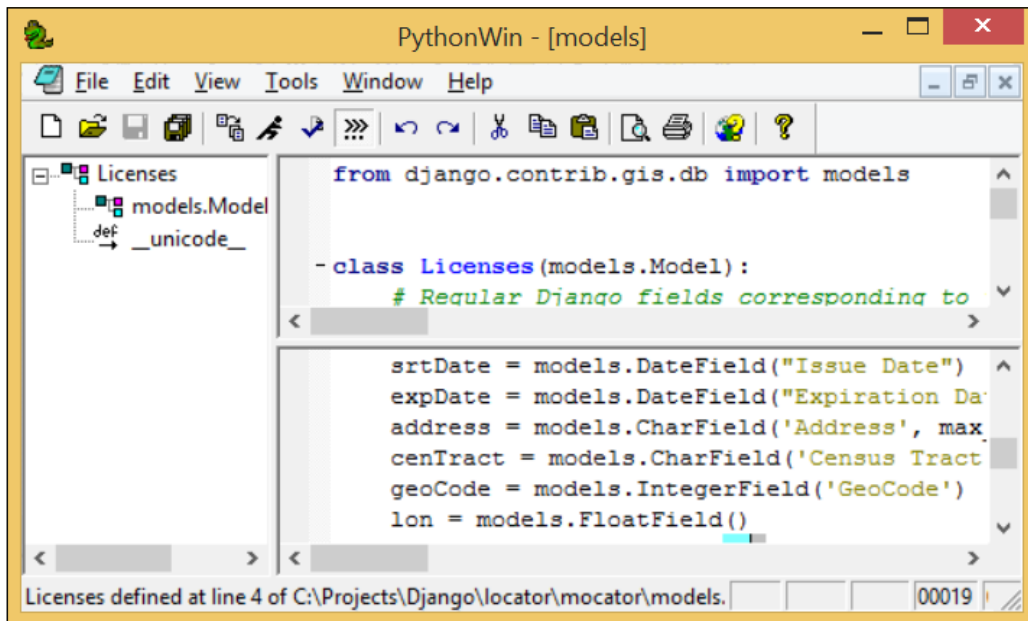 PythonWin - [models]
File Edit View Tools Window Help
Licenses
models.Model
def __unicode__
from django.contrib.gis.db import models
-class Licenses(models.Model):
# Regular Django fields corresponding to
srtDate = models.DateField("Issue Date")
expDate = models.DateField("Expiration Da
address = models.CharField('Address', max_
cenTract = models.CharField('Census Tract
geoCode = models.IntegerField('GeoCode')
lon = models.FloatField()
Licenses defined at line 4 of C:\Projects\Django\locator\mocator\models. 00019